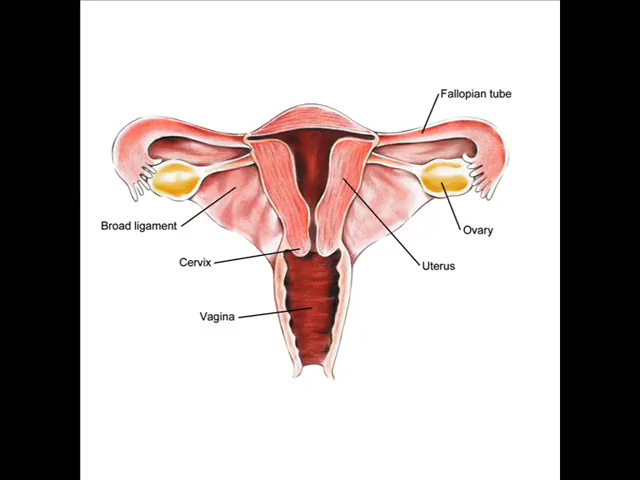 Fallopian tube
Broad ligament
Ovary
Cervix
Uterus
Vagina